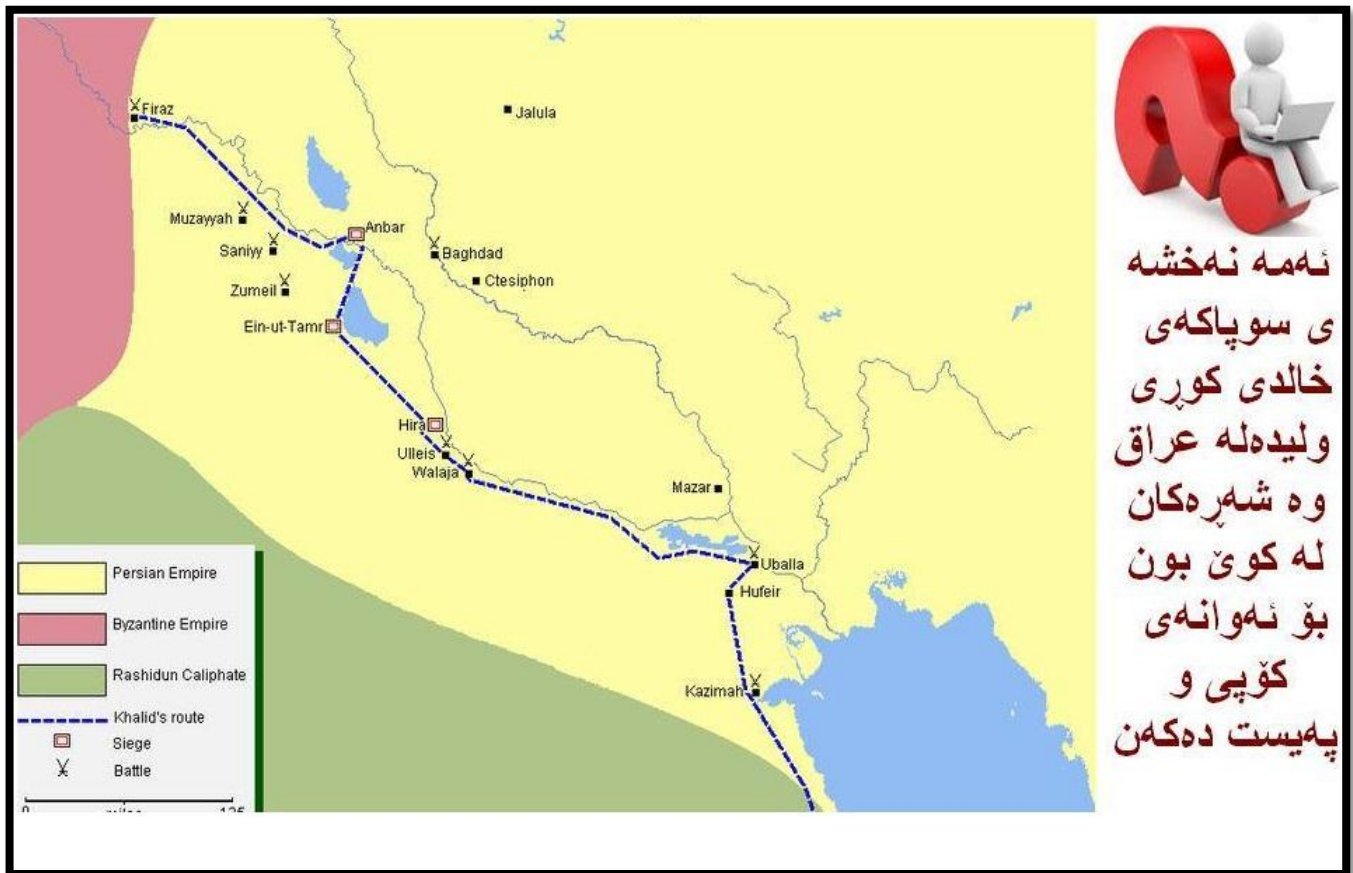 Firaz
Jalula
Muzayyah
Anbar
Saniyy
Baghdad
Zumeil
Ctesiphon
Ein-ut-Tamr
Hira
Ulleis
Walaja
Mazar
Uballa
Hufeir
Kazimah
Persian Empire
Byzantine Empire
Rashidun Caliphate
Khalid's route
Siege
Battle
ئەمە نەخشە
ی سوپاکەی
خالدی کوڕی
ولیدەلە عراق
وە شەڕەکان
لە کوێ بون
بۆ ئەوانەی
کۆپی و
پەیست دەکەن